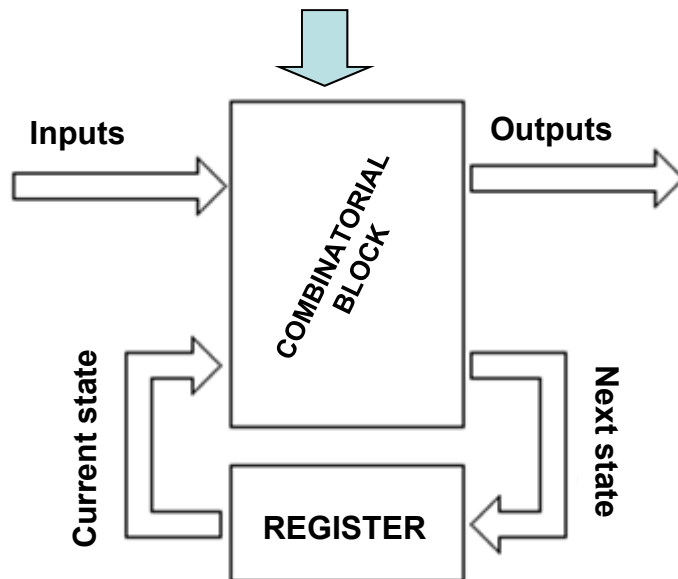 Inputs
Outputs
COMBINATORIAL
BLOCK
Current state
Next state
REGISTER